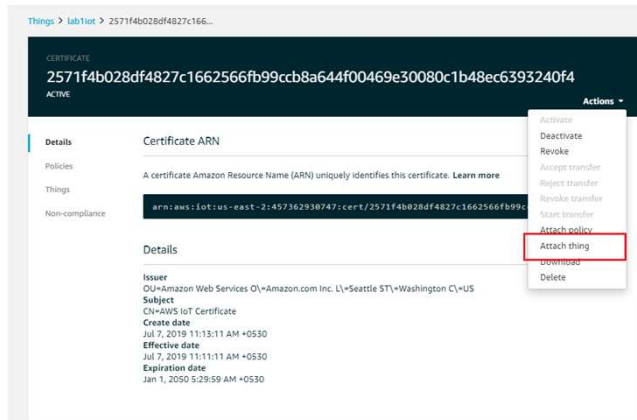 Things > lab1iot > 2571f4b028df4827c166...
CERTIFICATE
2571f4b028df4827c1662566fb99ccb8a644f00469e30080c1b48ec6393240f4
ACTIVE
Actions
Activate
Deactivate
Revoke
Accept transfer
Reject transfer
Revoke transfer
Start transfer
Attach policy
Attach thing
Download
Delete
Details
Policies
Things
Non-compliance
Certificate ARN
A certificate Amazon Resource Name (ARN) uniquely identifies this certificate. Learn more
arn:aws:iot:us-east-2:457362930747:cert/2571f4b028df4827c1662566fb99c
Details
Issuer
OU=Amazon Web Services O\=Amazon.com Inc. L\=Seattle ST\=Washington C\=US
Subject
CN=AWS IoT Certificate
Create date
Jul 7, 2019 11:13:11 AM +0530
Effective date
Jul 7, 2019 11:11:11 AM +0530
Expiration date
Jan 1, 2050 5:29:59 AM +0530